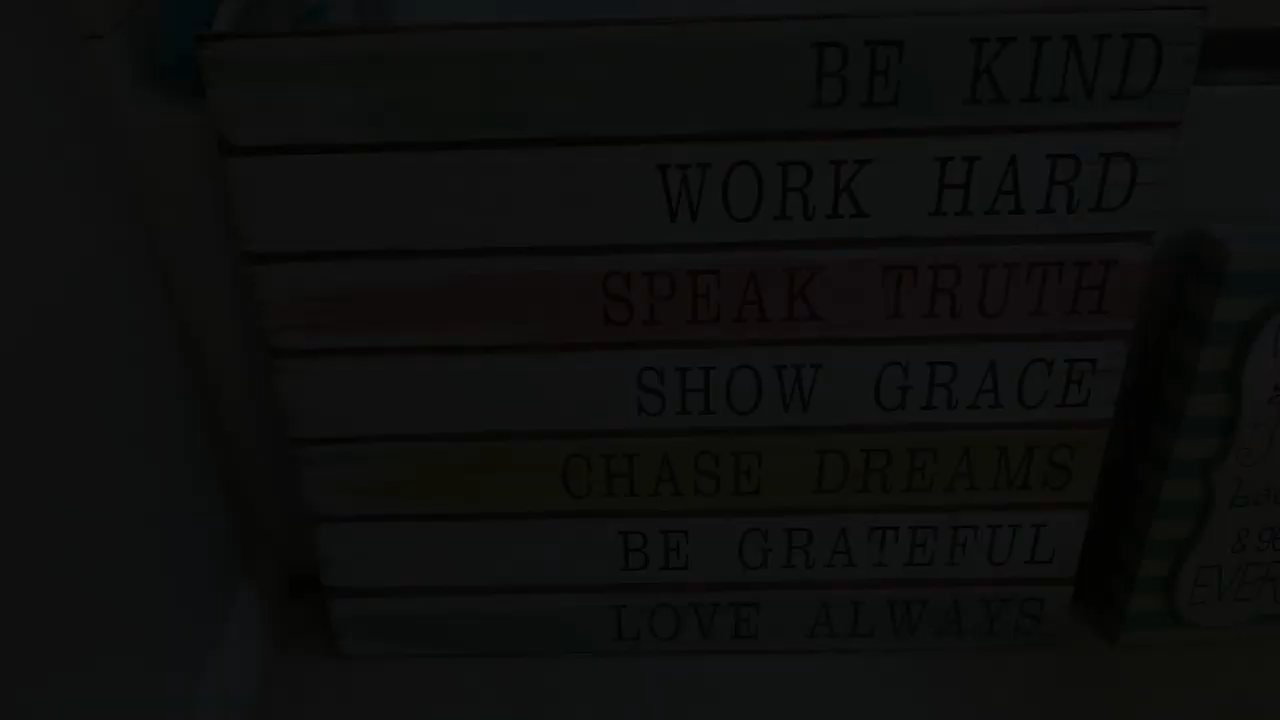 BE KIND
WORK HARD
SPEAK TRUTH
SHOW GRACE
CHASE DREAMS
BE GRATEFUL
LOVE ALWAYS